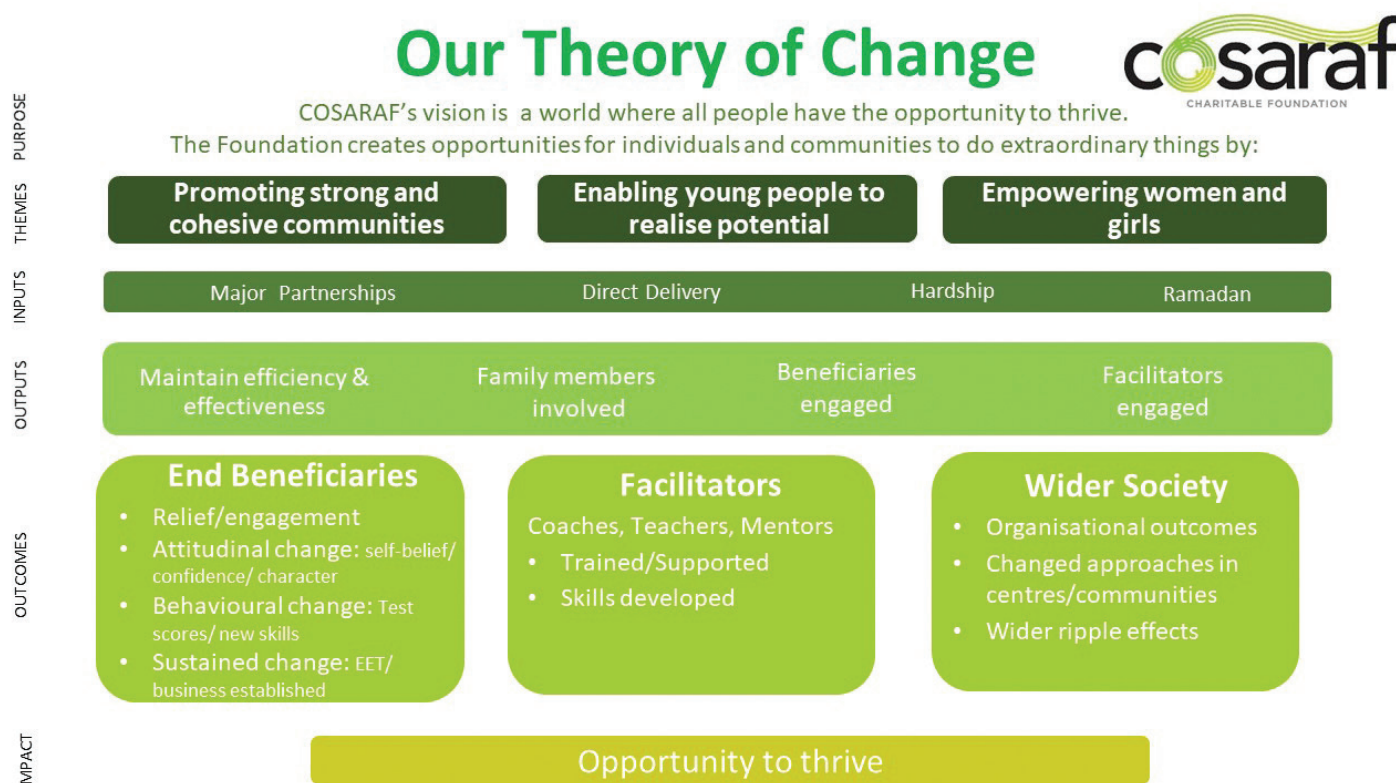 Our Theory of Change
cosaraf
CHARITABLE FOUNDATION
PURPOSE
COSARAF's vision is a world where all people have the opportunity to thrive.
The Foundation creates opportunities for individuals and communities to do extraordinary things by:
THEMES
Promoting strong and
cohesive communities
Enabling young people to
realise potential
Empowering women and
girls
INPUTS
Major Partnerships
Direct Delivery
Hardship
Ramadan
OUTPUTS
Maintain efficiency &
effectiveness
Family members
involved
Beneficiaries
engaged
Facilitators
engaged
OUTCOMES
End Beneficiaries
• Relief/engagement
• Attitudinal change: self-belief/
confidence/ character
• Behavioural change: Test
scores/ new skills
• Sustained change: EET/
business established
Facilitators
Coaches, Teachers, Mentors
• Trained/Supported
• Skills developed
Wider Society
• Organisational outcomes
• Changed approaches in
centres/communities
• Wider ripple effects
MPACT
Opportunity to thrive